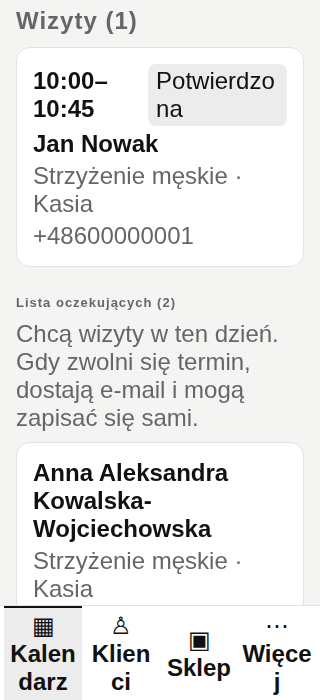 Wizyty (1)
10:00–
10:45
Potwierdzo
na
Jan Nowak
Strzyżenie męskie ·
Kasia
+48600000001
Lista oczekujących (2)
Chcą wizyty w ten dzień.
Gdy zwolni się termin,
dostają e-mail i mogą
zapisać się sami.
Anna Aleksandra
Kowalska-
Wojciechowska
Strzyżenie męskie ·
Kasia
Kalen
darz
Klien
ci
Sklep
Więce
j